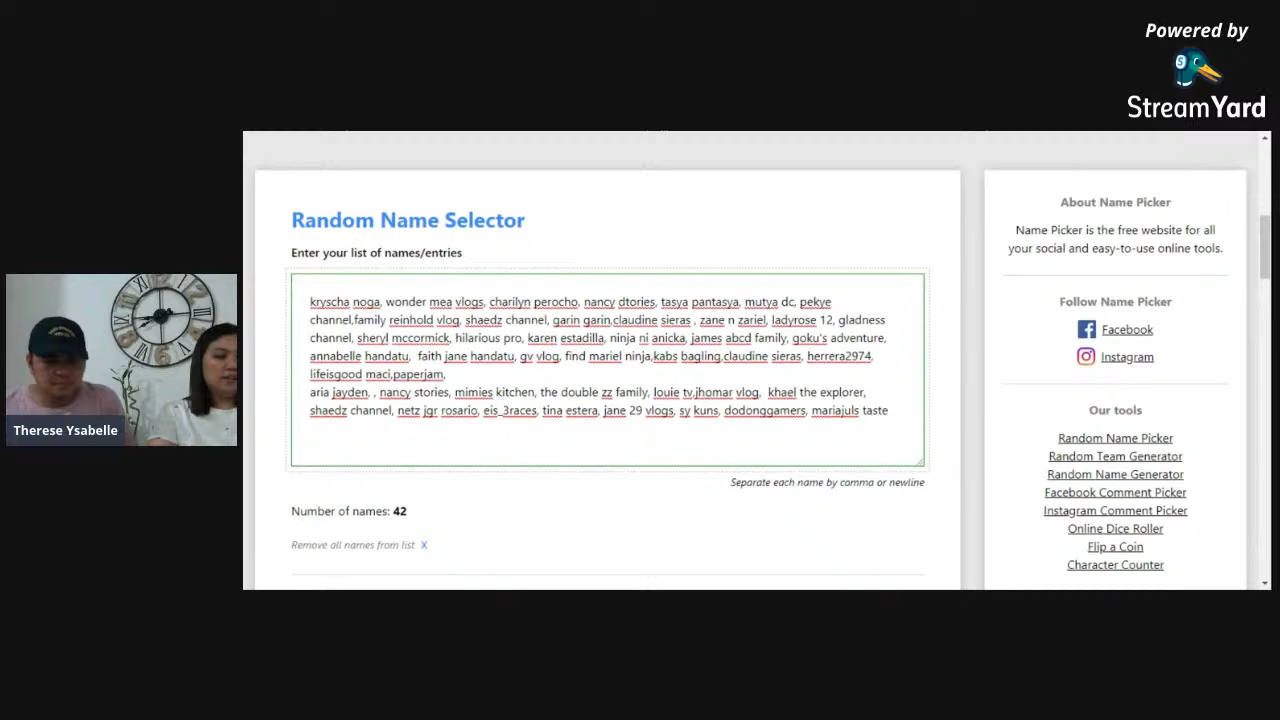 Powered by
StreamYard
Random Name Selector
Enter your list of names/entries
kryscha noga, wonder mea vlogs, charilyn perocho, nancy dtories, tasya pantasya, mutya dc, pekye
channel,family reinhold vlog, shaedz channel, garin garin,claudine sieras , zane n zariel, ladyrose 12, gladness
channel, sheryl mccormick, hilarious pro, karen estadilla, ninja ni anicka, james abcd family, goku's adventure,
annabelle handatu,  faith jane handatu, gv vlog, find mariel ninja,kabs bagling,claudine sieras, herrera2974,
lifeisgood maci,paperjam,
aria jayden, , nancy stories, mimies kitchen, the double zz family, louie tv,jhomar vlog,  khael the explorer,
shaedz channel, netz jgr rosario, eis_3races, tina estera, jane 29 vlogs, sy kuns, dodonggamers, mariajuls taste
Separate each name by comma or newline
Number of names: 42
Remove all names from list X
About Name Picker
Name Picker is the free website for all
your social and easy-to-use online tools.
Follow Name Picker
Facebook
Instagram
Our tools
Random Name Picker
Random Team Generator
Random Name Generator
Facebook Comment Picker
Instagram Comment Picker
Online Dice Roller
Flip a Coin
Character Counter
Therese Ysabelle